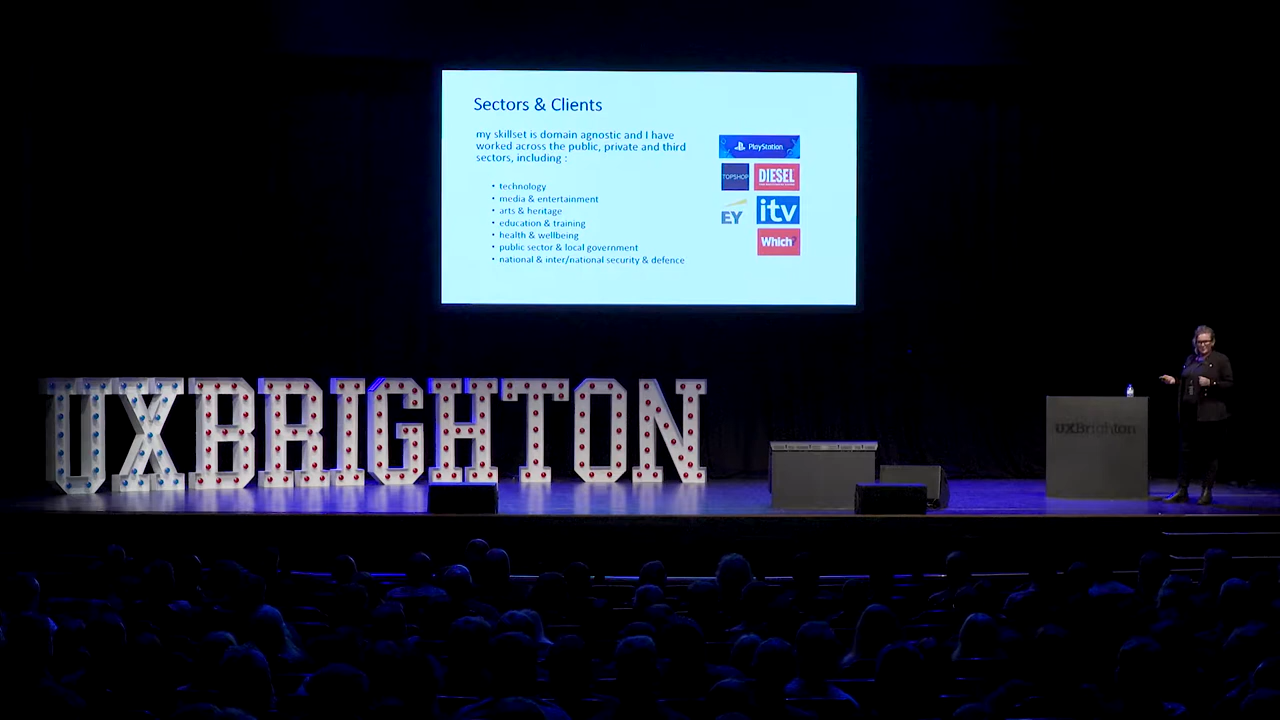 Sectors & Clients
my skillset is domain agnostic and I have
worked across the public, private and third
sectors, including :
• technology
• media & entertainment
• arts & heritage
• education & training
• health & wellbeing
• public sector & local government
• national & inter/national security & defence
PlayStation
TOPSHOP
DIESEL
EY
itv
Which?
UXBRIGHTON
uxBrighton